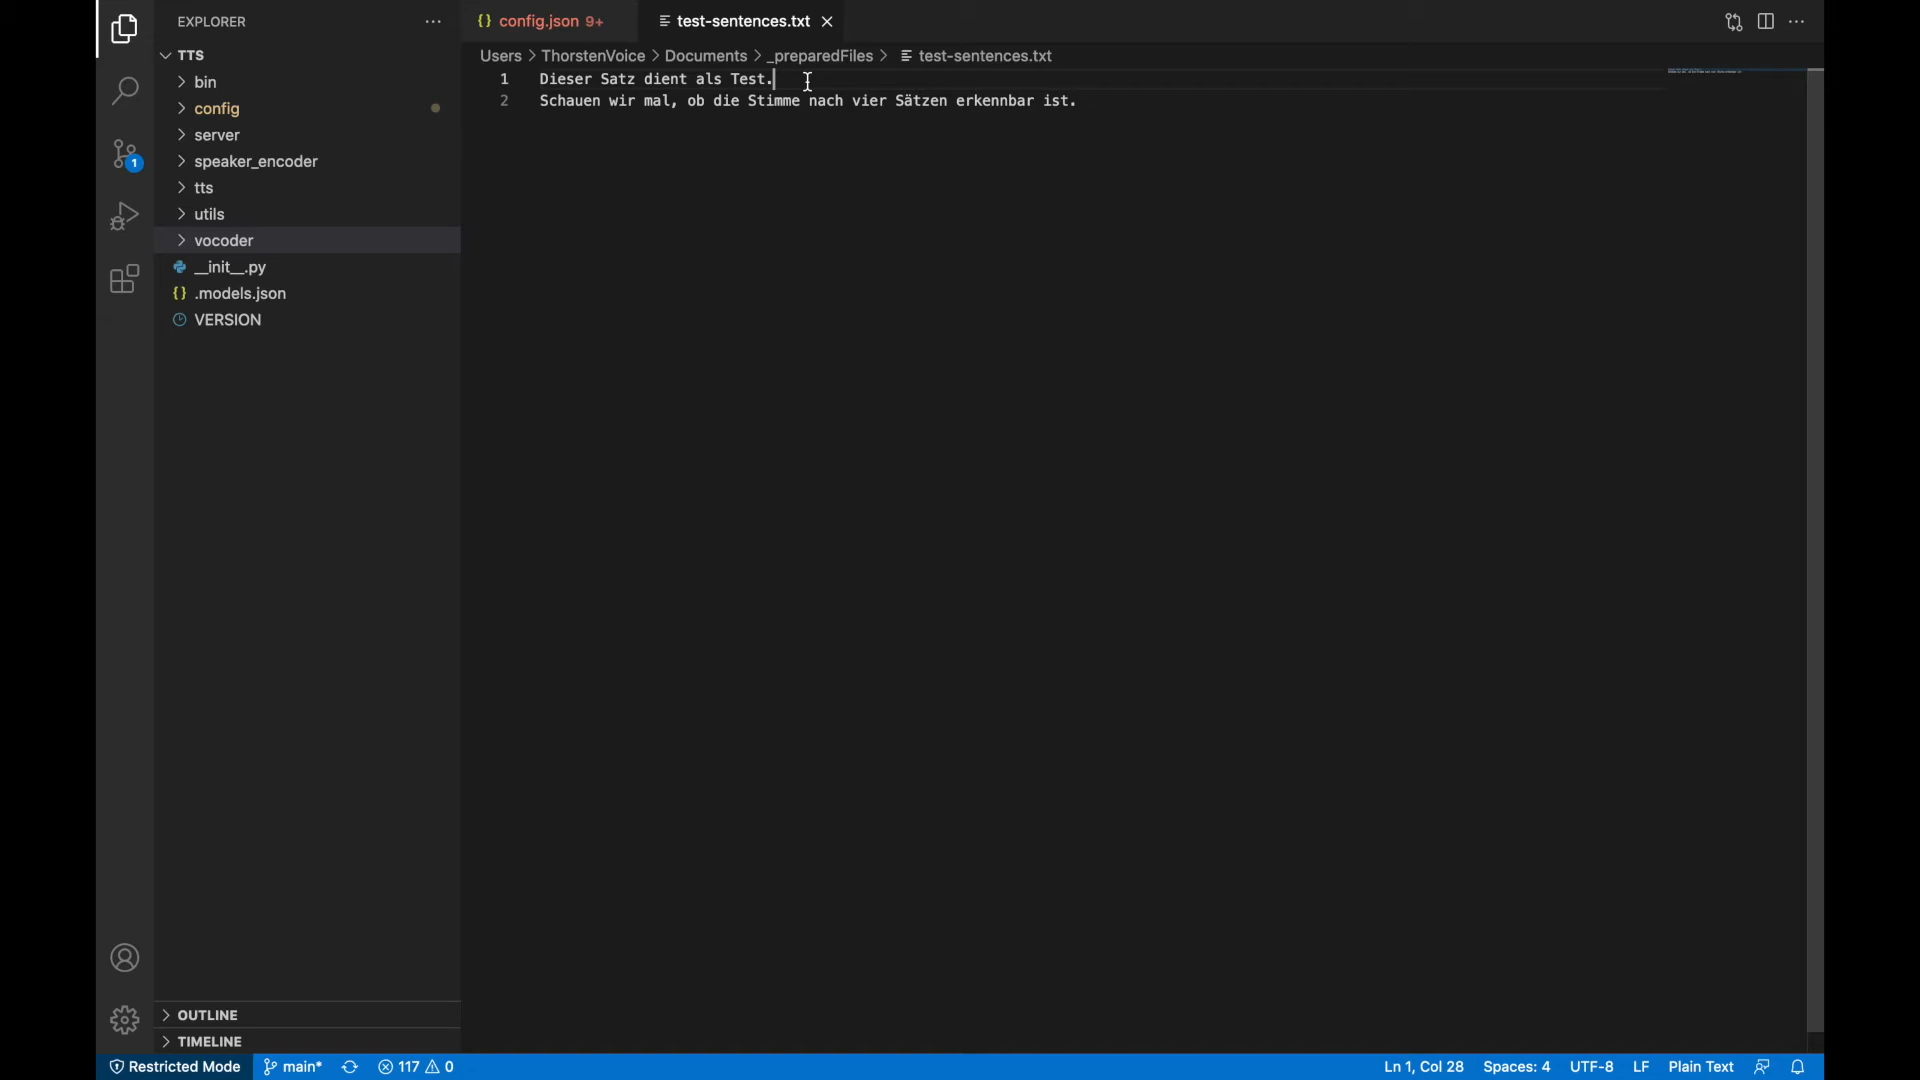 EXPLORER
TTS
bin
config
server
speaker_encoder
tts
utils
vocoder
__init__.py
.models.json
VERSION
OUTLINE
TIMELINE
{} config.json 9+
test-sentences.txt
Users > ThorstenVoice > Documents > _preparedFiles > test-sentences.txt
1 Dieser Satz dient als Test.
2 Schauen wir mal, ob die Stimme nach vier Sätzen erkennbar ist.
1
Restricted Mode main* 117 0 Ln 1, Col 28 Spaces: 4 UTF-8 LF Plain Text